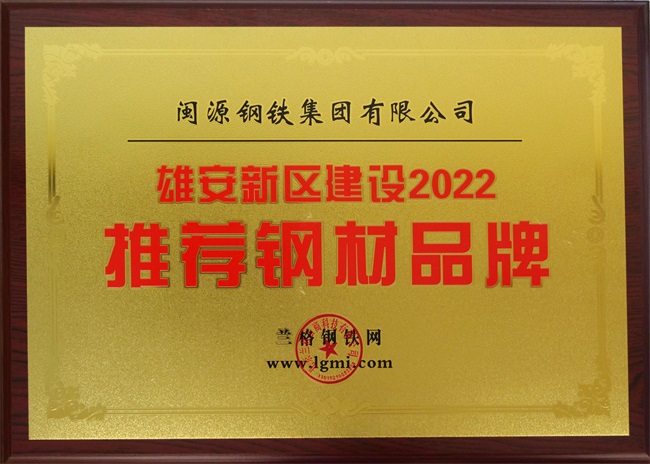 闽源钢铁集团有限公司
雄安新区建设2022
推荐钢材品牌
兰格钢铁网
www.lgmi.com